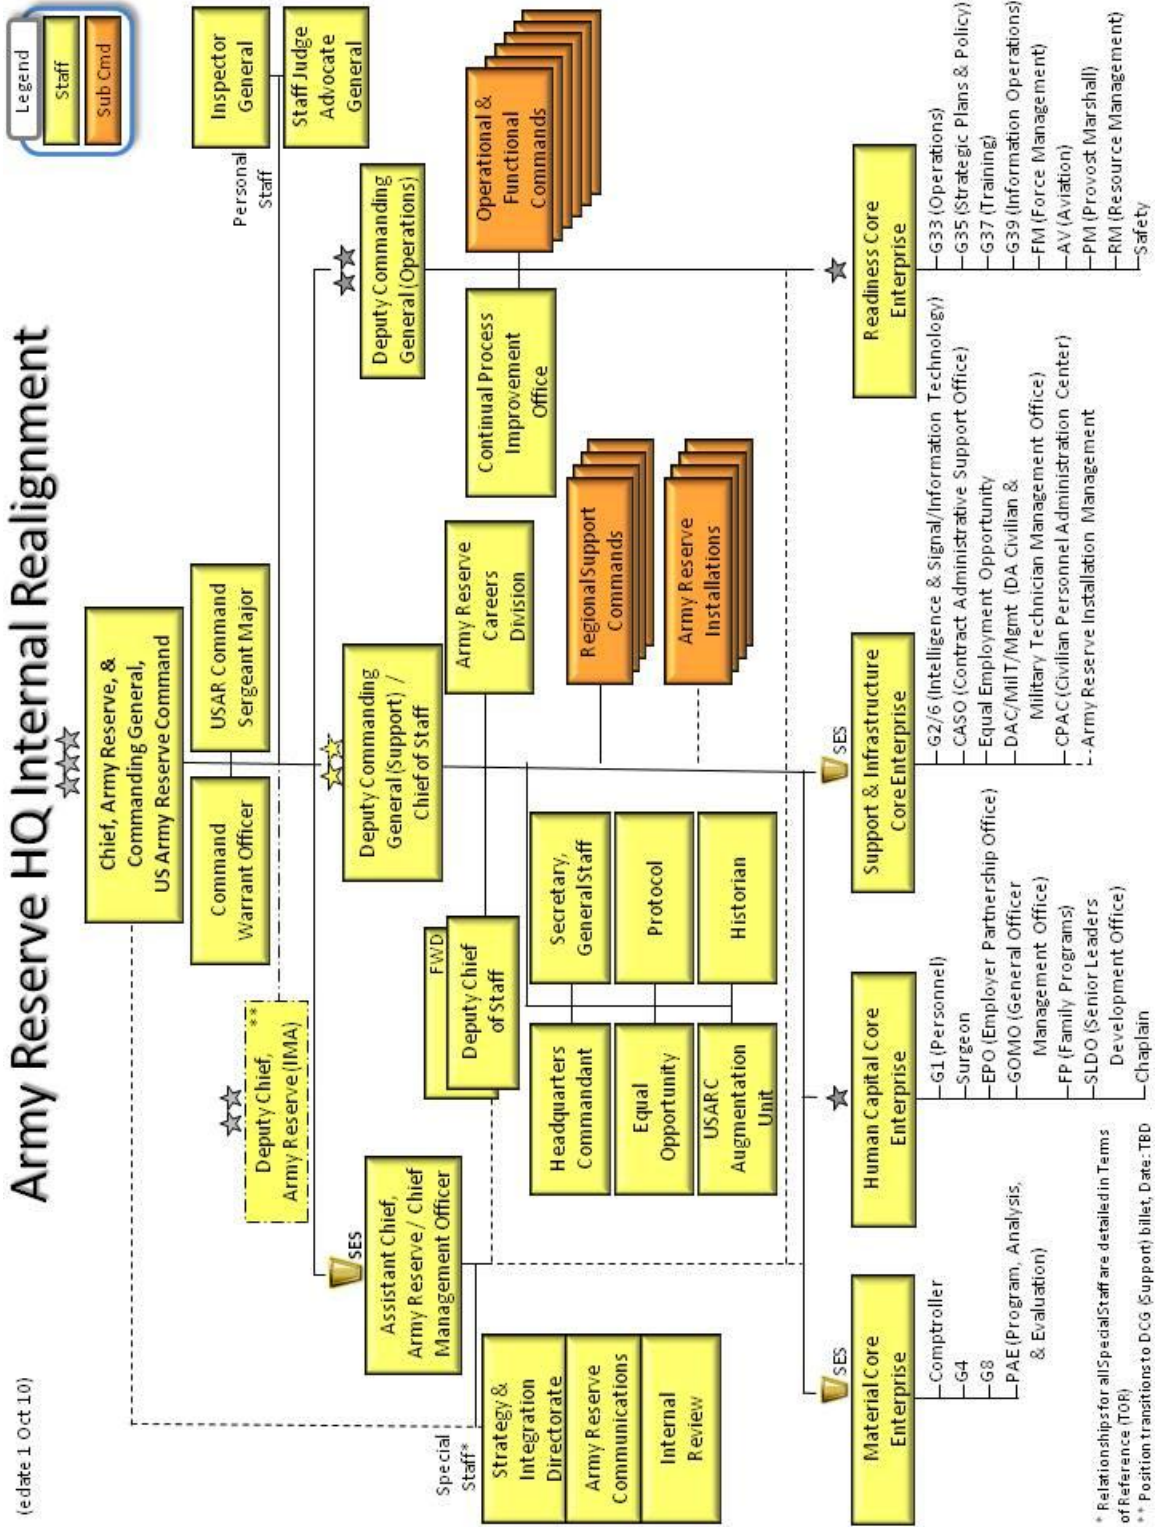 Army Reserve HQ Internal Realignment
(edate 1 Oct 10)
Legend
Staff
Sub Cmd
Chief, Army Reserve, &
Commanding General,
US Army Reserve Command
Command
Warrant Officer
USAR Command
Sergeant Major
Personal
Staff
Inspector
General
Staff Judge
Advocate
General
Deputy Chief, **
Army Reserve (IMA)
SES
Assistant Chief,
Army Reserve / Chief
Management Officer
Deputy Commanding
General (Support) /
Chief of Staff
Deputy Commanding
General (Operations)
Special
Staff*
Strategy &
Integration
Directorate
Army Reserve
Communications
Internal
Review
FWD
Deputy Chief
of Staff
Army Reserve
Careers
Division
Headquarters
Commandant
Secretary,
General Staff
Equal
Opportunity
Protocol
USARC
Augmentation
Unit
Historian
Continual Process
Improvement
Office
Operational &
Functional
Commands
Regional Support
Commands
Army Reserve
Installations
SES
Material Core
Enterprise
Comptroller
G4
G8
PAE (Program, Analysis,
& Evaluation)
Human Capital Core
Enterprise
G1 (Personnel)
Surgeon
EPO (Employer Partnership Office)
GOMO (General Officer
Management Office)
FP (Family Programs)
SLDO (Senior Leaders
Development Office)
Chaplain
SES
Support & Infrastructure
Core Enterprise
G2/6 (Intelligence & Signal/Information Technology)
CASO (Contract Administrative Support Office)
Equal Employment Opportunity
DAC/MilT/Mgmt (DA Civilian &
Military Technician Management Office)
CPAC (Civilian Personnel Administration Center)
Army Reserve Installation Management
Readiness Core
Enterprise
G33 (Operations)
G35 (Strategic Plans & Policy)
G37 (Training)
G39 (Information Operations)
FM (Force Management)
AV (Aviation)
PM (Provost Marshall)
RM (Resource Management)
Safety
* Relationships for all Special Staff are detailed in Terms
of Reference (TOR)
** Position transitions to DCG (Support) billet, Date: TBD